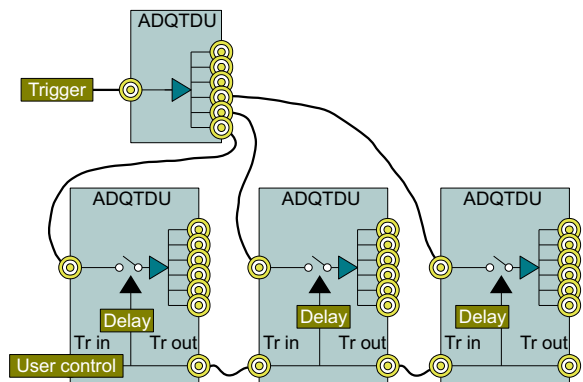 ADQTDU
Trigger
ADQTDU
ADQTDU
ADQTDU
Delay
Delay
Delay
Tr in
Tr out
Tr in
Tr out
Tr in
Tr out
User control